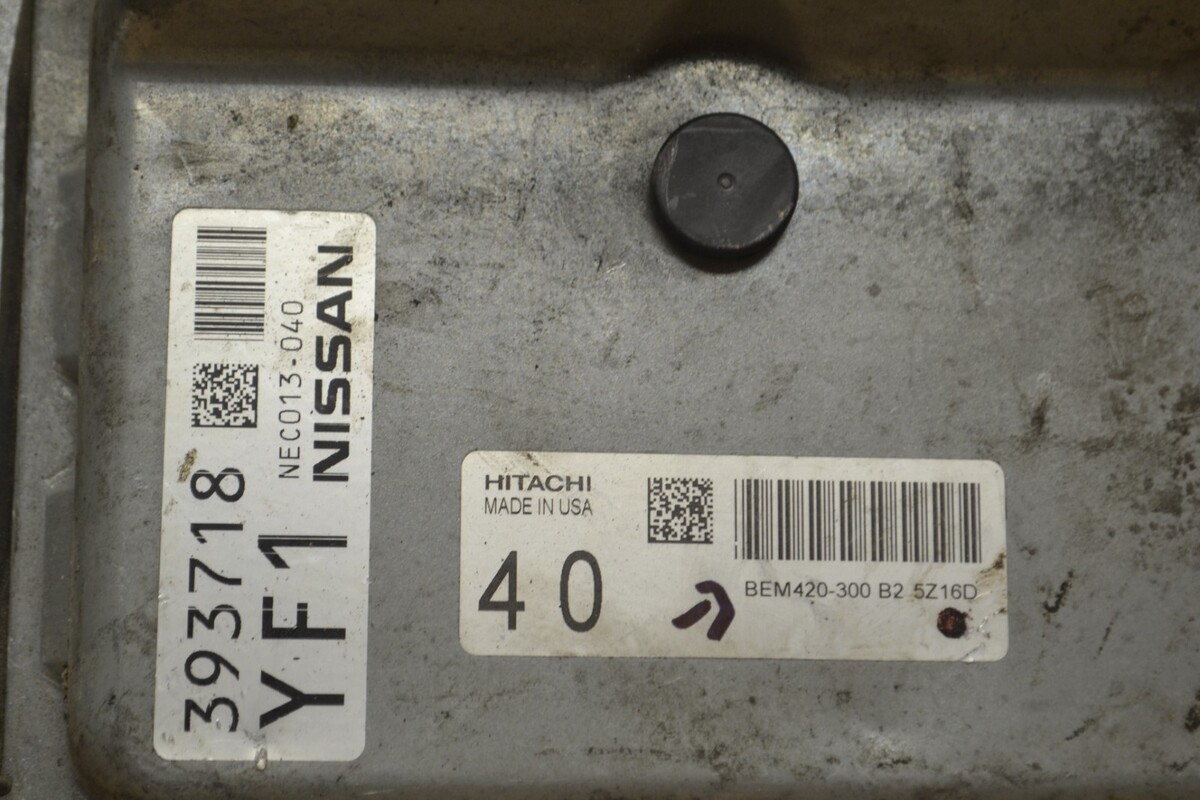 NISSAN
NEC013-040
YF1
393718
HITACHI
MADE IN USA
40
BEM420-300 B2 5Z16D